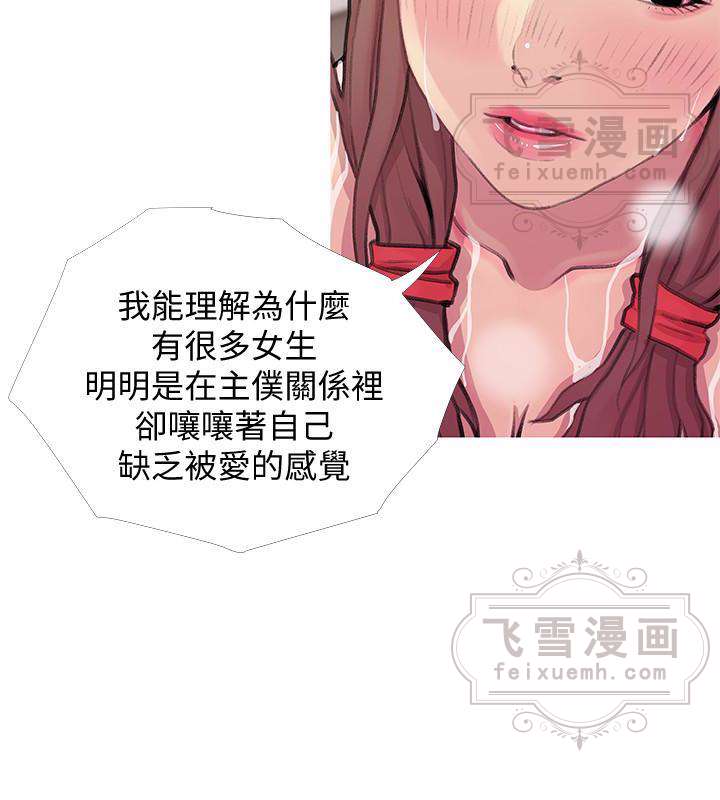 飞雪漫画
feixuemh.com
我能理解為什麼
有很多女生
明明是在主僕關係裡
卻嚷嚷著自己
缺乏被愛的感覺
飞雪漫画
feixuemh.com